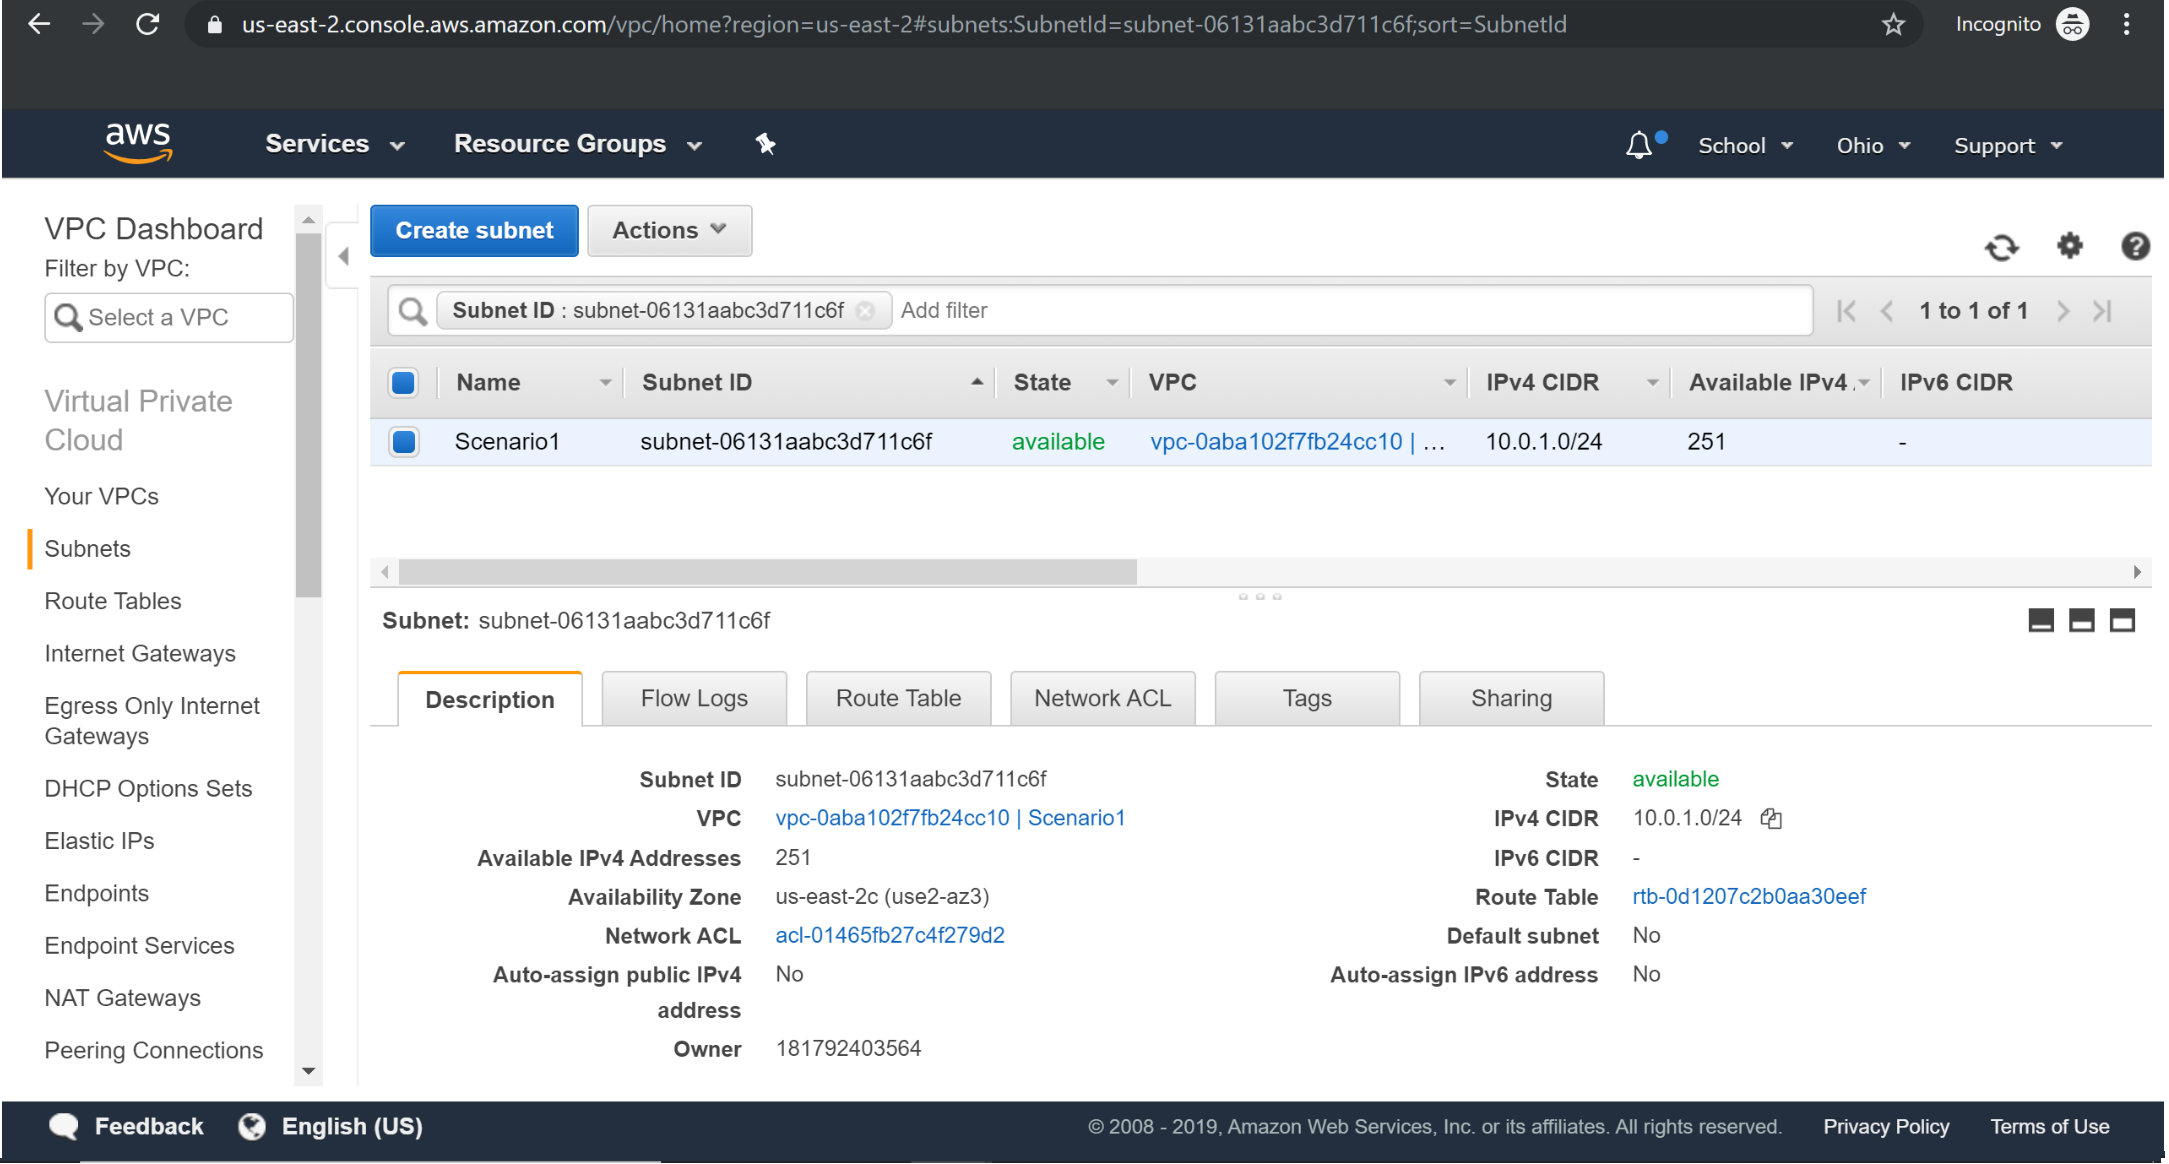 us-east-2.console.aws.amazon.com/vpc/home?region=us-east-2#subnets:SubnetId=subnet-06131aabc3d711c6f;sort=SubnetId
Incognito
aws
Services
Resource Groups
School
Ohio
Support
VPC Dashboard
Filter by VPC:
Select a VPC
Virtual Private
Cloud
Your VPCs
Subnets
Route Tables
Internet Gateways
Egress Only Internet
Gateways
DHCP Options Sets
Elastic IPs
Endpoints
Endpoint Services
NAT Gateways
Peering Connections
Create subnet
Actions
Subnet ID : subnet-06131aabc3d711c6f
Add filter
1 to 1 of 1
Name Subnet ID State VPC IPv4 CIDR Available IPv4 IPv6 CIDR
Scenario1 subnet-06131aabc3d711c6f available vpc-0aba102f7fb24cc10 | ... 10.0.1.0/24 251 -
Subnet: subnet-06131aabc3d711c6f
Description Flow Logs Route Table Network ACL Tags Sharing
Subnet ID subnet-06131aabc3d711c6f
VPC vpc-0aba102f7fb24cc10 | Scenario1
Available IPv4 Addresses 251
Availability Zone us-east-2c (use2-az3)
Network ACL acl-01465fb27c4f279d2
Auto-assign public IPv4 No
address
Owner 181792403564
State available
IPv4 CIDR 10.0.1.0/24
IPv6 CIDR -
Route Table rtb-0d1207c2b0aa30eef
Default subnet No
Auto-assign IPv6 address No
Feedback
English (US)
© 2008 - 2019, Amazon Web Services, Inc. or its affiliates. All rights reserved.
Privacy Policy
Terms of Use